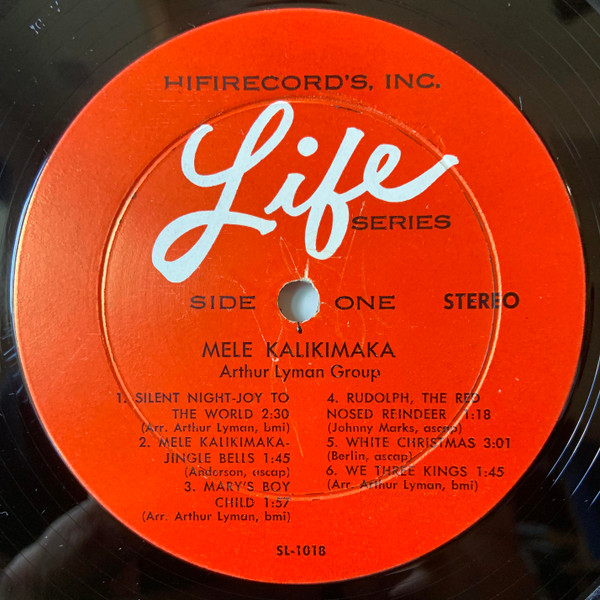 HIFIRECORD'S, INC.
Life
SERIES
SIDE ONE STEREO
MELE KALIKIMAKA
Arthur Lyman Group
1. SILENT NIGHT-JOY TO
THE WORLD 2:30
(Arr. Arthur Lyman, bmi)
2. MELE KALIKIMAKA-
JINGLE BELLS 1:45
(Anderson, ascap)
3. MARY'S BOY
CHILD 1:57
(Arr. Arthur Lyman, bmi)
4. RUDOLPH, THE RED
NOSED REINDEER 1:18
(Johnny Marks, ascap)
5. WHITE CHRISTMAS 3:01
(Berlin, ascap)
6. WE THREE KINGS 1:45
(Arr. Arthur Lyman, bmi)
SL-1018